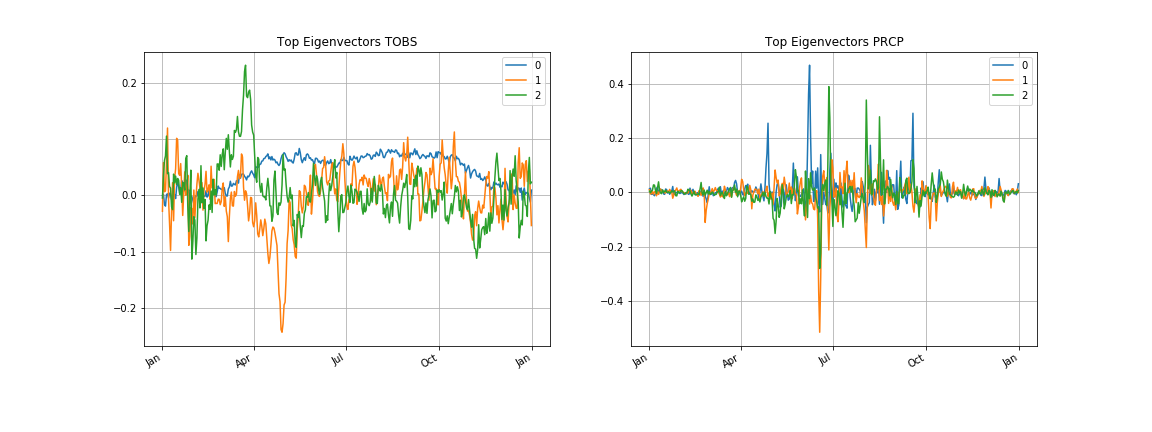 Top Eigenvectors TOBS
0
1
2
0.2
0.1
0.0
−0.1
−0.2
Jan
Apr
Jul
Oct
Jan
Top Eigenvectors PRCP
0
1
2
0.4
0.2
0.0
−0.2
−0.4
Jan
Apr
Jul
Oct
Jan